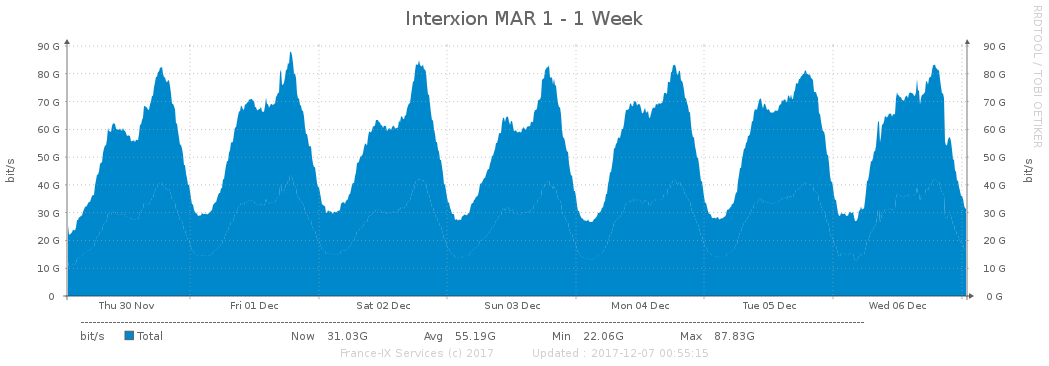 Interxion MAR 1 - 1 Week
RRDTOOL / TOBI OETIKER
90 G 90 G
80 G 80 G
70 G 70 G
60 G 60 G
50 G 50 G
40 G 40 G
30 G 30 G
20 G 20 G
10 G 10 G
0 0 G
bit/s
bit/s
Thu 30 Nov Fri 01 Dec Sat 02 Dec Sun 03 Dec Mon 04 Dec Tue 05 Dec Wed 06 Dec
bit/s Total Now 31.03G Avg 55.19G Min 22.06G Max 87.83G
France-IX Services (c) 2017 Updated : 2017-12-07 00:55:15